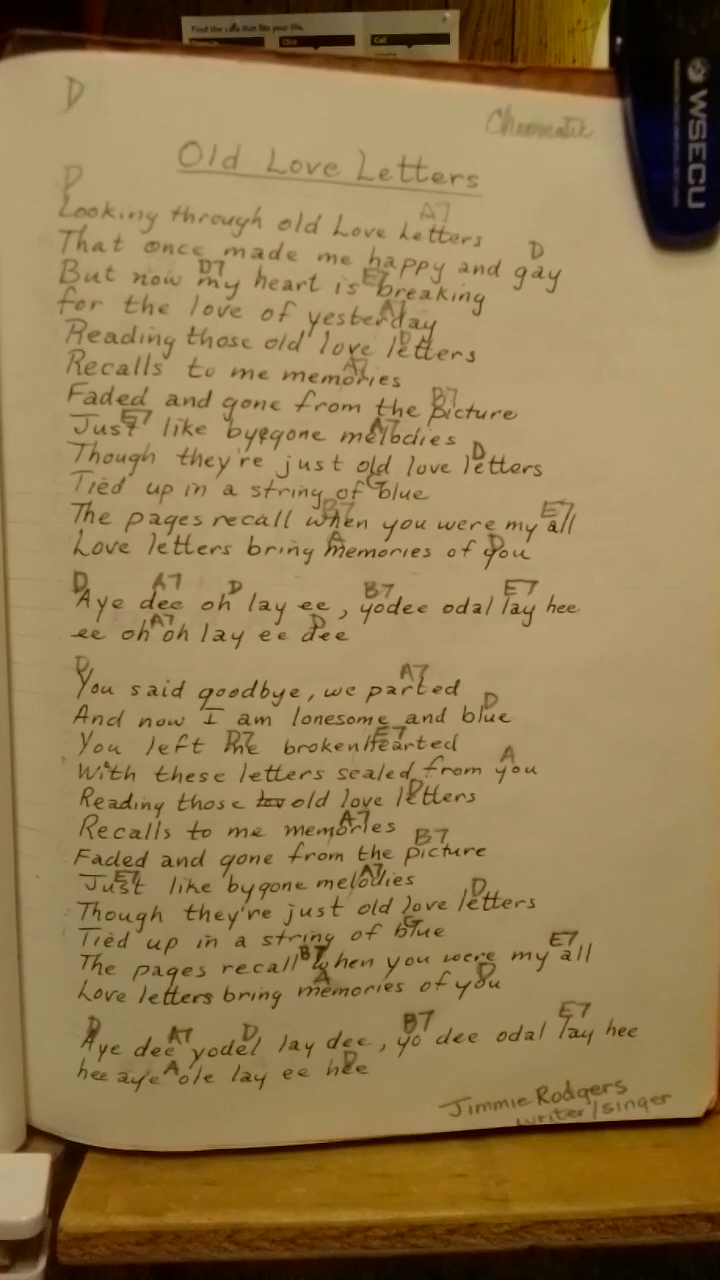 Find the cafe that fits your life.
Chat
Call
WSECU
D
Chromatic
Old Love Letters
D A7
Looking through old Love Letters
D
That once made me happy and gay
D7 E7
But now my heart is breaking
A7
for the love of yesterday
D
Reading those old love letters
A7
Recalls to me memories
B7
Faded and gone from the picture
E7 A7
Just like bygone melodies
D
Though they're just old love letters
G
Tied up in a string of blue
B7 E7
The pages recall when you were my all
A D
Love letters bring memories of you
D A7 D B7 E7
Aye dee oh lay ee, yodee odal lay hee
A7 D
ee oh oh lay ee dee
D A7
You said goodbye, we parted
D
And now I am lonesome and blue
D7 E7
You left me brokenhearted
A
With these letters sealed from you
D
Reading those old love letters
A7
Recalls to me memories
B7
Faded and gone from the picture
E7 A7
Just like bygone melodies
D
Though they're just old love letters
G
Tied up in a string of blue
B7 E7
The pages recall when you were my all
A D
Love letters bring memories of you
D A7 D B7 E7
Aye dee yodel lay dee, yo dee odal lay hee
A D
hee aye ole lay ee hee
Jimmie Rodgers
writer/singer